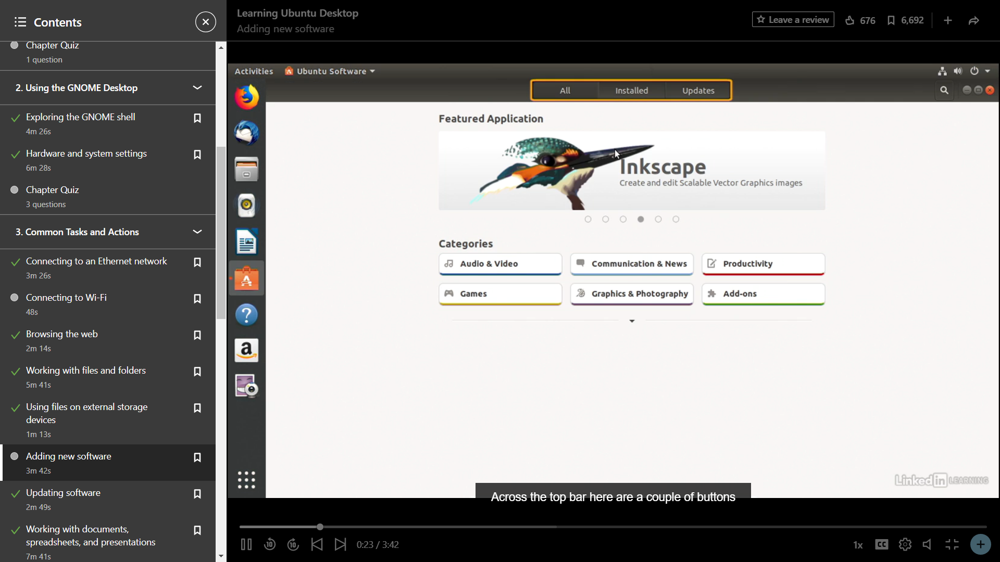 Contents
Chapter Quiz
1 question
2. Using the GNOME Desktop
Exploring the GNOME shell
4m 26s
Hardware and system settings
6m 28s
Chapter Quiz
3 questions
3. Common Tasks and Actions
Connecting to an Ethernet network
3m 26s
Connecting to Wi-Fi
48s
Browsing the web
2m 14s
Working with files and folders
5m 41s
Using files on external storage
devices
1m 13s
Adding new software
3m 42s
Updating software
2m 49s
Working with documents,
spreadsheets, and presentations
7m 41s
Learning Ubuntu Desktop
Adding new software
Leave a review
676
6,692
Activities
Ubuntu Software
All
Installed
Updates
Featured Application
Inkscape
Create and edit Scalable Vector Graphics images
Categories
Audio & Video
Communication & News
Productivity
Games
Graphics & Photography
Add-ons
a
?
Linked in LEARNING
Across the top bar here are a couple of buttons
10
10
0:23 / 3:42
1x
CC